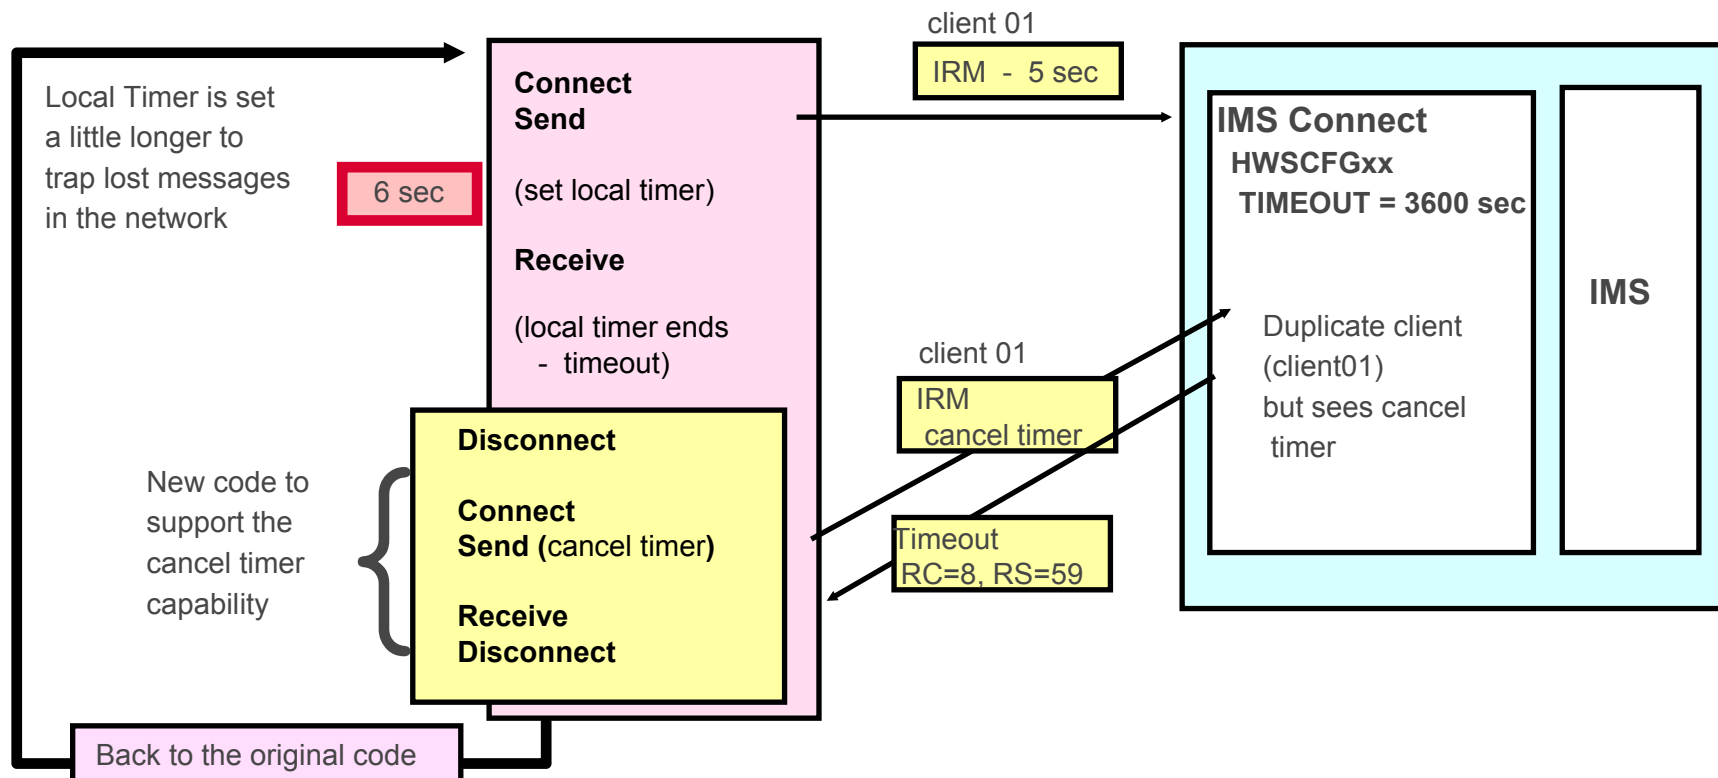 Local Timer is set
a little longer to
trap lost messages
in the network
6 sec
Connect
Send
(set local timer)
Receive
(local timer ends
- timeout)
New code to
support the
cancel timer
capability
Disconnect
Connect
Send (cancel timer)
Receive
Disconnect
Back to the original code
client 01
IRM - 5 sec
client 01
IRM
cancel timer
Timeout
RC=8, RS=59
IMS Connect
HWSCFGxx
TIMEOUT = 3600 sec
Duplicate client
(client01)
but sees cancel
timer
IMS